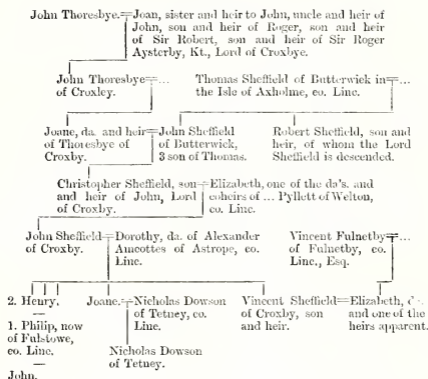 John Thoresbye.=Joan, sister and heir to John, uncle and heir of
John, son and heir of Roger, son and heir
of Sir Robert, son and heir of Sir Roger
Aysterby, Kt., Lord of Croxbye.
John Thoresbye=...
of Croxley.
Thomas Sheffield of Butterwick in=...
the Isle of Axholme, co. Linc.
Joane, da. and heir=John Sheffield
of Thoresbye of
Croxby.
of Butterwick,
3 son of Thomas.
Robert Sheffield, son and
heir, of whom the Lord
Sheffield is descended.
Christopher Sheffield, son=Elizabeth, one of the da's. and
and heir of John, Lord
of Croxby.
coheirs of ... Pyllett of Welton,
co. Linc.
John Sheffield=Dorothy, da. of Alexander
of Croxby.
Amcottes of Astrope, co.
Linc.
Vincent Fulnetby=...
of Fulnetby, co.
Linc., Esq.
2. Henry.
—
1. Philip, now
of Fulstowe,
co. Linc.
—
John.
Joane.=Nicholas Dowson
of Tetney, co.
Linc.
Nicholas Dowson
of Tetney.
Vincent Sheffield=Elizabeth,
of Croxby, son
and heir.
and one of the
heirs apparent.